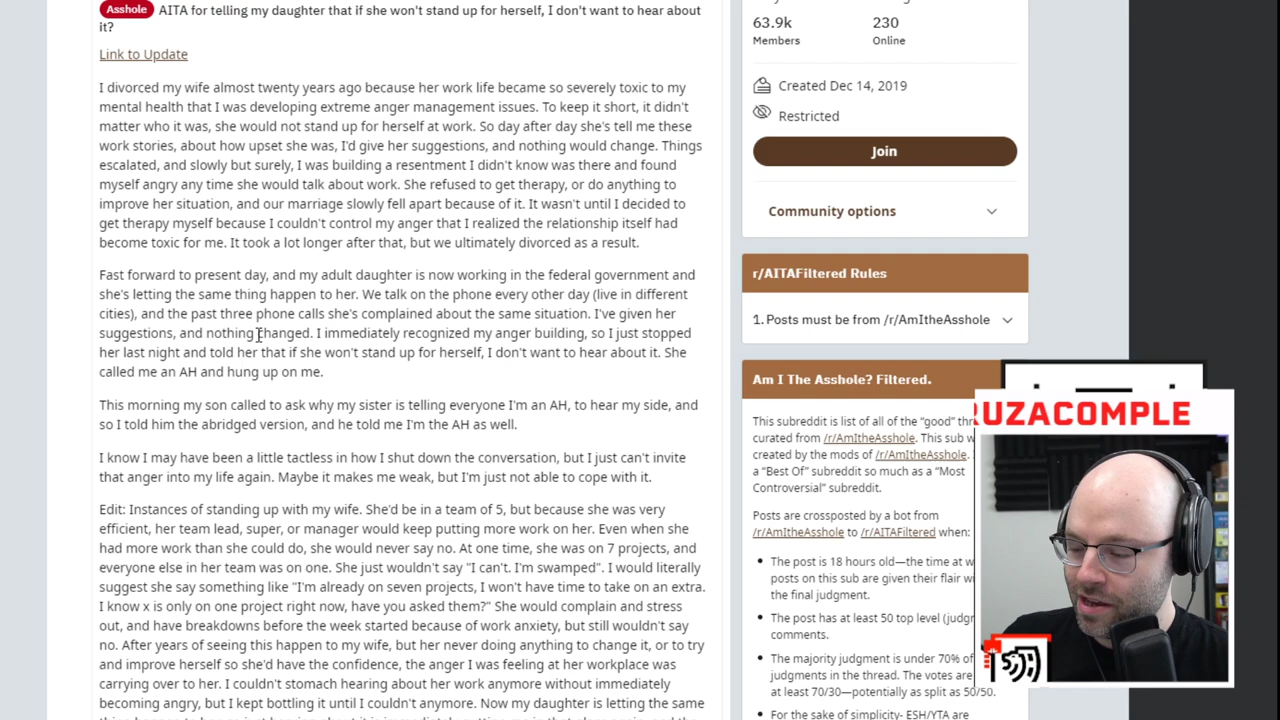 Asshole AITA for telling my daughter that if she won't stand up for herself, I don't want to hear about
it?
Link to Update
I divorced my wife almost twenty years ago because her work life became so severely toxic to my
mental health that I was developing extreme anger management issues. To keep it short, it didn't
matter who it was, she would not stand up for herself at work. So day after day she's tell me these
work stories, about how upset she was, I'd give her suggestions, and nothing would change. Things
escalated, and slowly but surely, I was building a resentment I didn't know was there and found
myself angry any time she would talk about work. She refused to get therapy, or do anything to
improve her situation, and our marriage slowly fell apart because of it. It wasn't until I decided to
get therapy myself because I couldn't control my anger that I realized the relationship itself had
become toxic for me. It took a lot longer after that, but we ultimately divorced as a result.
Fast forward to present day, and my adult daughter is now working in the federal government and
she's letting the same thing happen to her. We talk on the phone every other day (live in different
cities), and the past three phone calls she's complained about the same situation. I've given her
suggestions, and nothing changed. I immediately recognized my anger building, so I just stopped
her last night and told her that if she won't stand up for herself, I don't want to hear about it. She
called me an AH and hung up on me.
This morning my son called to ask why my sister is telling everyone I'm an AH, to hear my side, and
so I told him the abridged version, and he told me I'm the AH as well.
I know I may have been a little tactless in how I shut down the conversation, but I just can't invite
that anger into my life again. Maybe it makes me weak, but I'm just not able to cope with it.
Edit: Instances of standing up with my wife. She'd be in a team of 5, but because she was very
efficient, her team lead, super, or manager would keep putting more work on her. Even when she
had more work than she could do, she would never say no. At one time, she was on 7 projects, and
everyone else in her team was on one. She just wouldn't say "I can't. I'm swamped". I would literally
suggest she say something like "I'm already on seven projects, I won't have time to take on an extra.
I know x is only on one project right now, have you asked them?" She would complain and stress
out, and have breakdowns before the week started because of work anxiety, but still wouldn't say
no. After years of seeing this happen to my wife, but her never doing anything to change it, or to try
and improve herself so she'd have the confidence, the anger I was feeling at her workplace was
carrying over to her. I couldn't stomach hearing about her work anymore without immediately
becoming angry, but I kept bottling it until I couldn't anymore. Now my daughter is letting the same
63.9k 230
Members Online
Created Dec 14, 2019
Restricted
Join
Community options
r/AITAFiltered Rules
1. Posts must be from /r/AmItheAsshole
Am I The Asshole? Filtered.
This subreddit is list of all of the "good" thr
curated from /r/AmItheAsshole. This sub w
created by the mods of /r/AmItheAsshole.
a "Best Of" subreddit so much as a "Most
Controversial" subreddit.
Posts are crossposted by a bot from
/r/AmItheAsshole to /r/AITAFiltered when:
The post is 18 hours old—the time at w
posts on this sub are given their flair wi
the final judgment.
The post has at least 50 top level (judgm
comments.
The majority judgment is under 70% of
judgments in the thread. The votes are
at least 70/30—potentially as split as 50/50.
For the sake of simplicity- ESH/YTA are
RUZACOMPLE